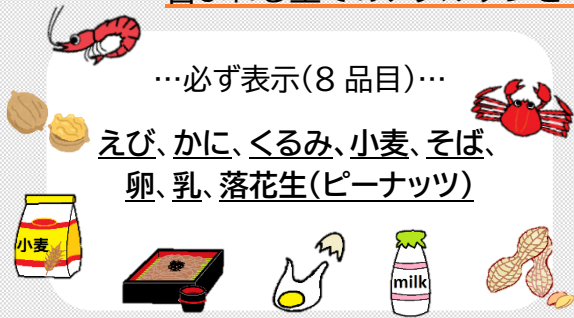 …必ず表示(8品目)…
えび、かに、くるみ、小麦、そば、
卵、乳、落花生(ピーナッツ)
小麦
milk